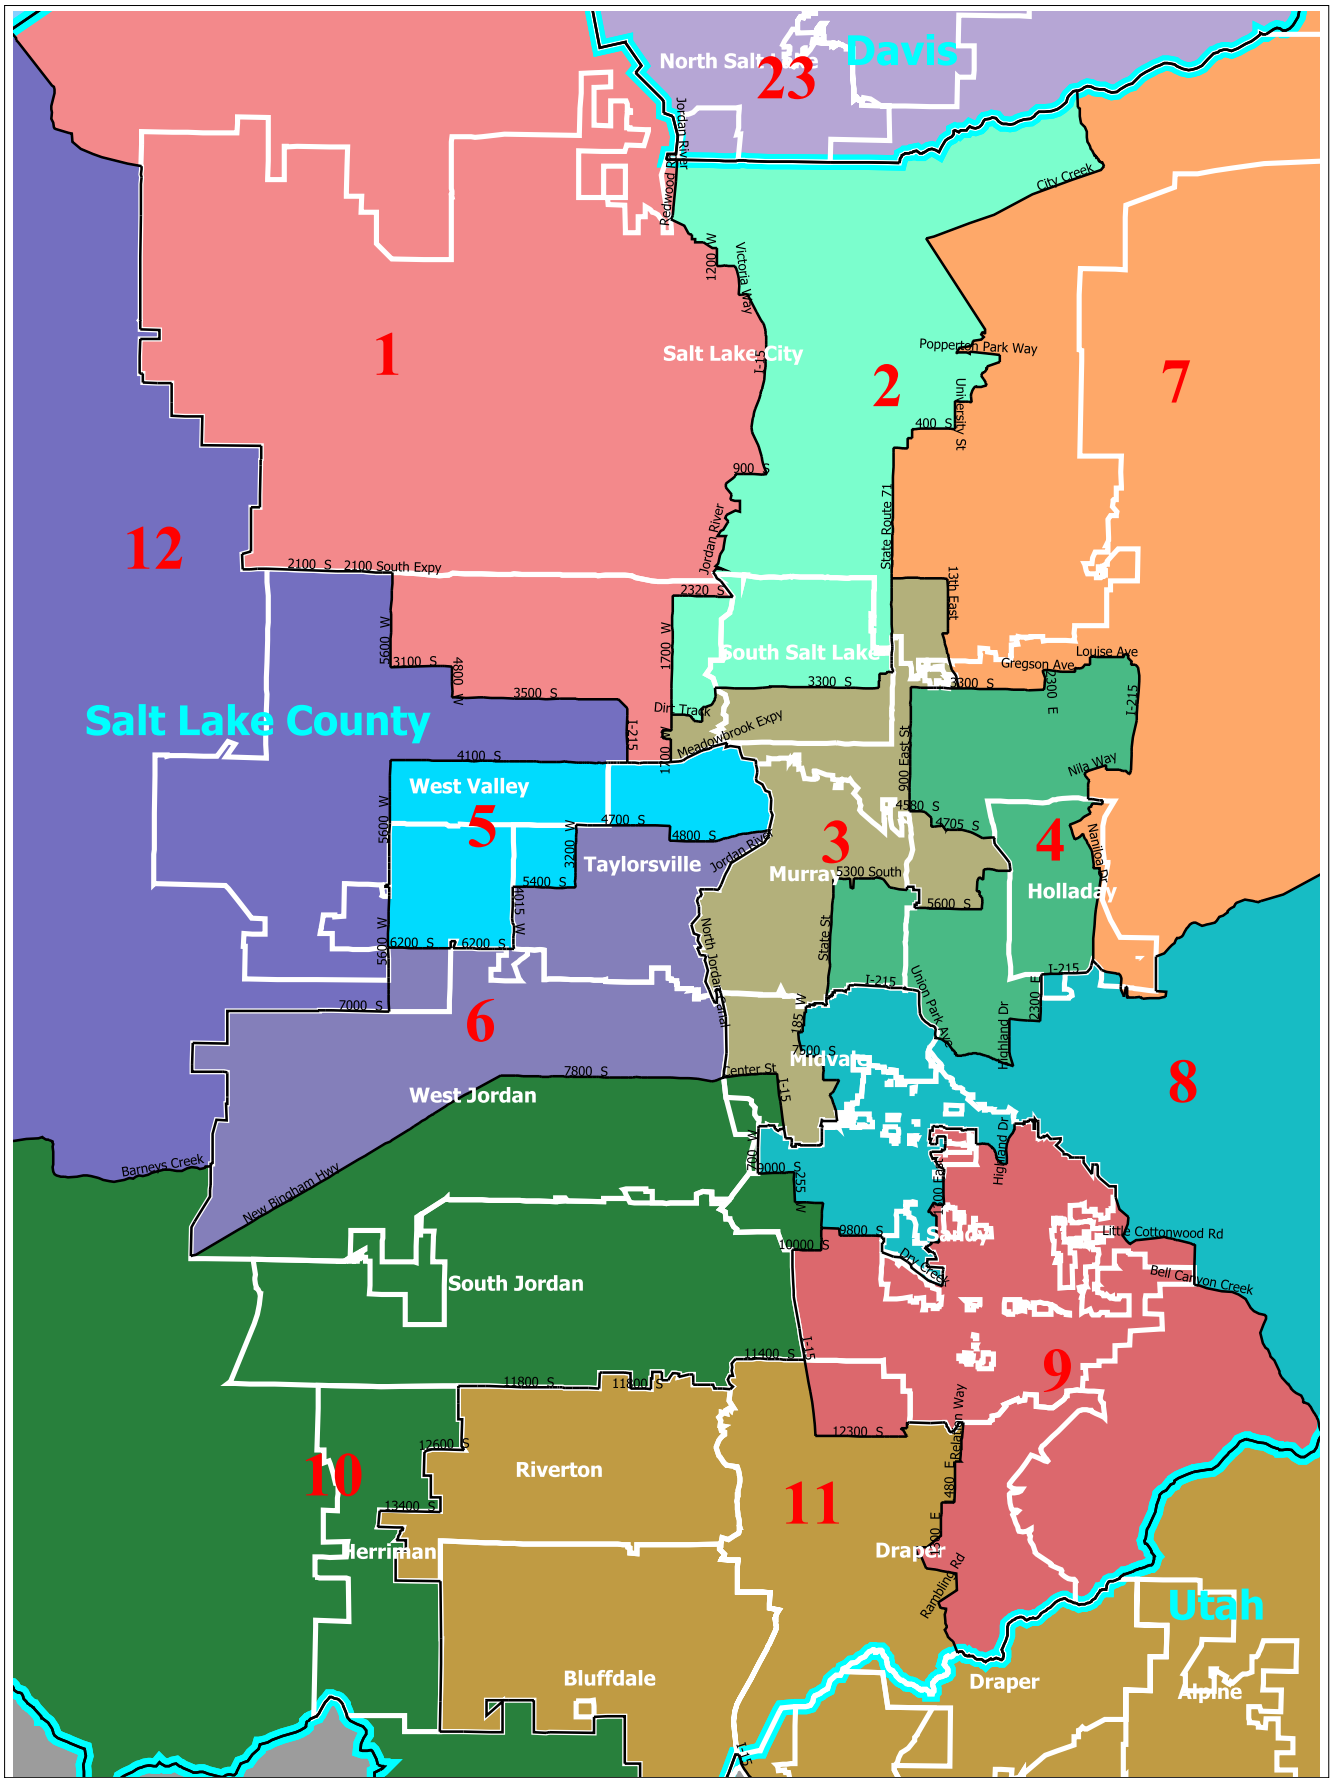 Davis
North Salt Lake
23
Jordan River
Redwood Rd
City Creek
1200 W
Victoria Way
1
Salt Lake City
I-15
2
Popperton Park Way
7
University St
400 S
900 S
State Route 71
12
Jordan River
2100 S
2100 South Expy
13th East
2320 S
5600 W
1700 W
3100 S
4800 W
South Salt Lake
Louise Ave
Gregson Ave
3300 S
3300 S
2300 E
I-215
3500 S
Dirt Track
Salt Lake County
I-215
Meadowbrook Expy
1700 W
900 East St
4100 S
Nila Way
West Valley
5600 W
5
4700 S
4800 S
3200 W
4580 S
4705 S
3
4
Jordan River
Naniloa Dr
Taylorsville
Murray
5300 South
Holladay
5400 S
4015 W
5600 S
6200 S
6200 S
5600 W
North Jordan Canal
State St
I-215
I-215
2300 E
Union Park Ave
7000 S
6
185 W
Highland Dr
7500 S
Midvale
8
7800 S
Center St
I-15
West Jordan
700 W
Highland Dr
Barneys Creek
9000 S
255 W
1300 East
New Bingham Hwy
9800 S
Sandy
Little Cottonwood Rd
10000 S
Dry Creek
Bell Canyon Creek
South Jordan
I-15
11400 S
9
11800 S
11800 S
Relation Way
12300 S
12600 S
10
Riverton
480 E
11
13400 S
1300 E
Herriman
Draper
Rambling Rd
Utah
Bluffdale
Draper
Alpine
I-15